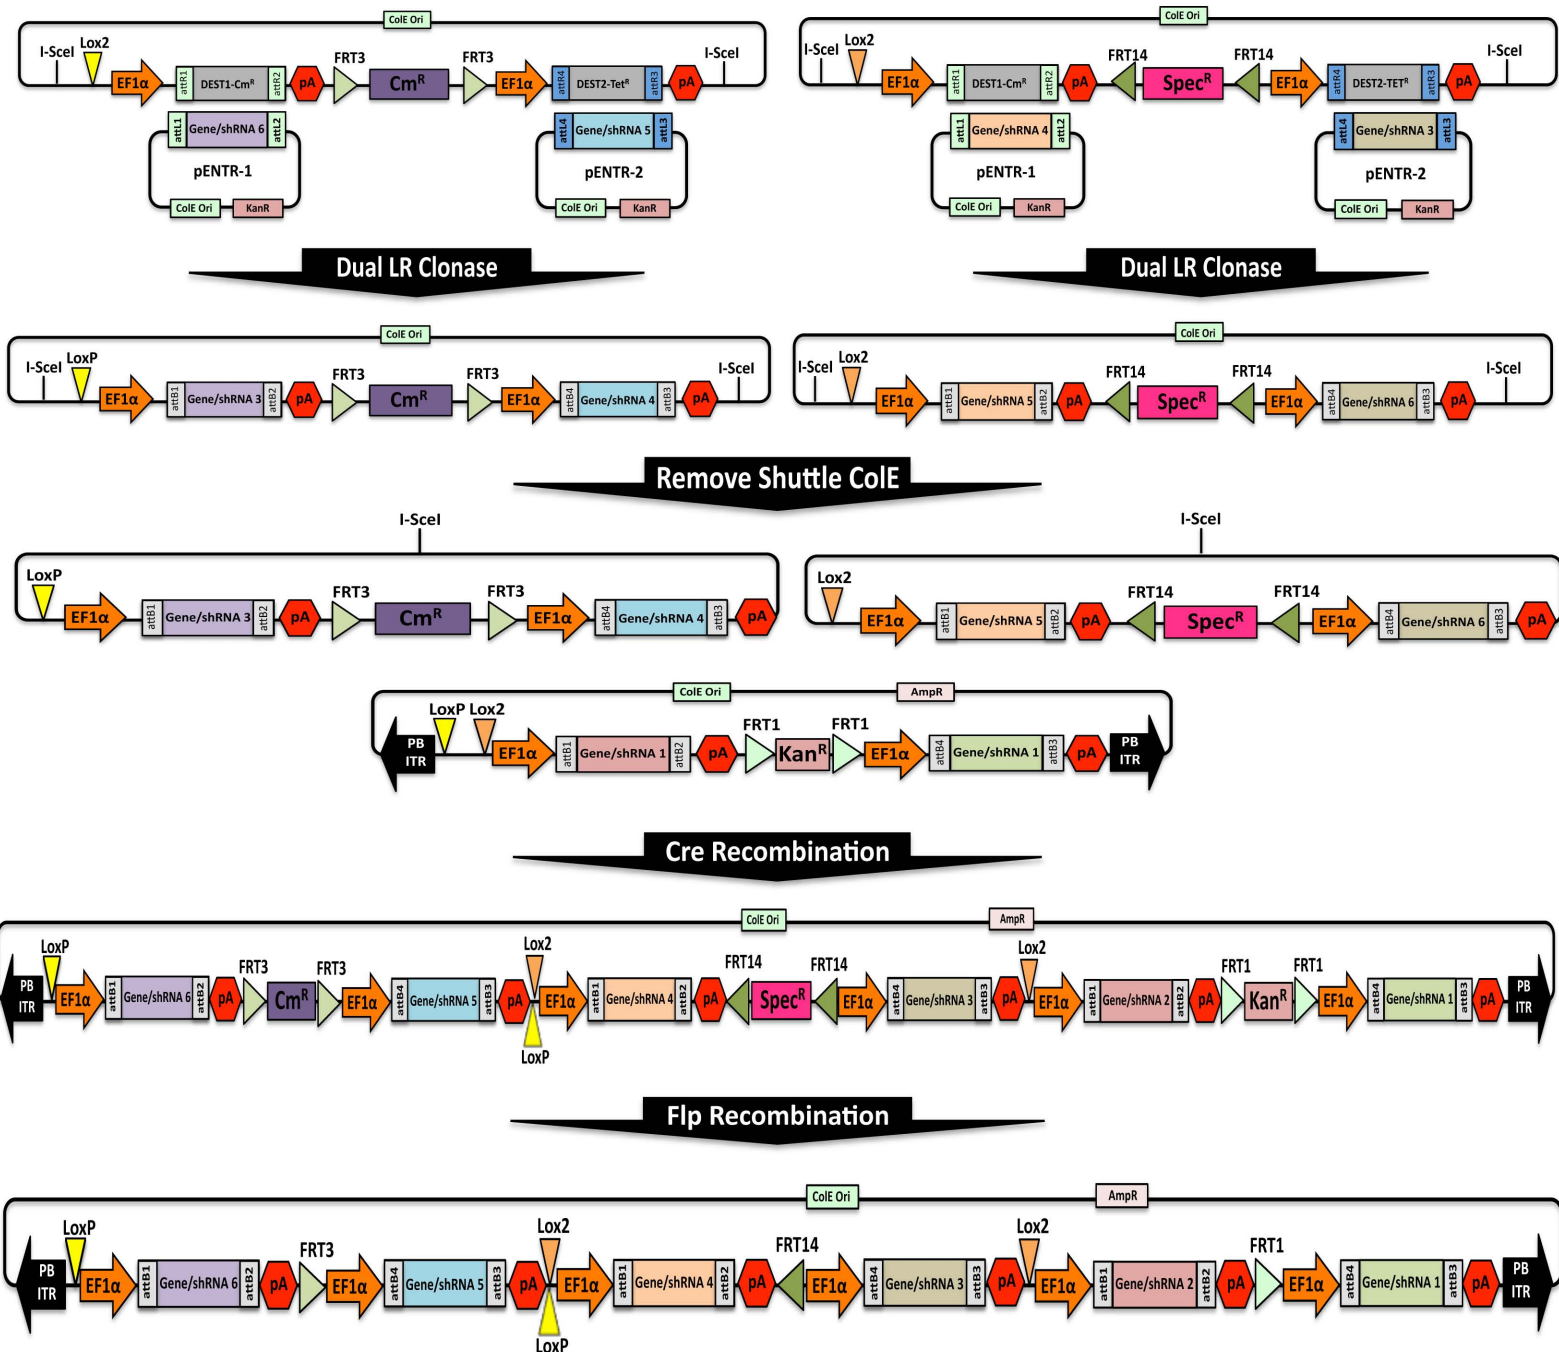 ColE Ori
ColE Ori
I-SceI Lox2 FRT3 FRT3 I-SceI
I-SceI Lox2 FRT14 FRT14 I-SceI
EF1α attR1 DEST1-Cmᴿ attR2 pA Cmᴿ EF1α attR4 DEST2-Tetᴿ attR3 pA
EF1α attR1 DEST1-Cmᴿ attR2 pA Specᴿ EF1α attR4 DEST2-TETᴿ attR3 pA
attL1 Gene/shRNA 6 attL2
attL4 Gene/shRNA 5 attL3
attL1 Gene/shRNA 4 attL2
attL4 Gene/shRNA 3 attL3
pENTR-1
pENTR-2
pENTR-1
pENTR-2
ColE Ori KanR
ColE Ori KanR
ColE Ori KanR
ColE Ori KanR
Dual LR Clonase
Dual LR Clonase
ColE Ori
ColE Ori
I-SceI LoxP FRT3 FRT3 I-SceI
I-SceI Lox2 FRT14 FRT14 I-SceI
EF1α attB1 Gene/shRNA 3 attB2 pA Cmᴿ EF1α attB4 Gene/shRNA 4 attB3 pA
EF1α attB1 Gene/shRNA 5 attB2 pA Specᴿ EF1α attB4 Gene/shRNA 6 attB3 pA
Remove Shuttle ColE
I-SceI
I-SceI
LoxP FRT3 FRT3
Lox2 FRT14 FRT14
EF1α attB1 Gene/shRNA 3 attB2 pA Cmᴿ EF1α attB4 Gene/shRNA 4 attB3 pA
EF1α attB1 Gene/shRNA 5 attB2 pA Specᴿ EF1α attB4 Gene/shRNA 6 attB3 pA
ColE Ori AmpR
LoxP Lox2 FRT1 FRT1
PB ITR EF1α attB1 Gene/shRNA 1 attB2 pA Kanᴿ EF1α attB4 Gene/shRNA 1 attB3 pA PB ITR
Cre Recombination
ColE Ori AmpR
LoxP FRT3 FRT3 Lox2 FRT14 FRT14 Lox2 FRT1 FRT1
PB ITR EF1α attB1 Gene/shRNA 6 attB2 pA Cmᴿ EF1α attB4 Gene/shRNA 5 attB3 pA EF1α attB1 Gene/shRNA 4 attB2 pA Specᴿ EF1α attB4 Gene/shRNA 3 attB3 pA EF1α attB1 Gene/shRNA 2 attB2 pA Kanᴿ EF1α attB4 Gene/shRNA 1 attB3 pA PB ITR
LoxP
Flp Recombination
ColE Ori AmpR
LoxP FRT3 Lox2 FRT14 Lox2 FRT1
PB ITR EF1α attB1 Gene/shRNA 6 attB2 pA EF1α attB4 Gene/shRNA 5 attB3 pA EF1α attB1 Gene/shRNA 4 attB2 pA EF1α attB4 Gene/shRNA 3 attB3 pA EF1α attB1 Gene/shRNA 2 attB2 pA EF1α attB4 Gene/shRNA 1 attB3 pA PB ITR
LoxP